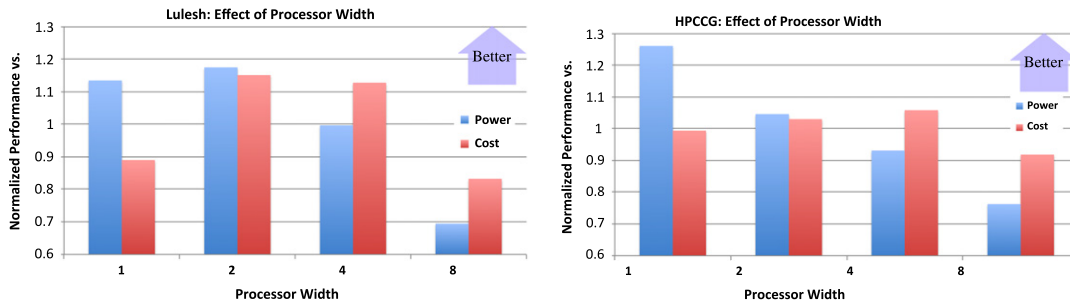 Lulesh: Effect of Processor Width
Normalized Performance vs.
1.3
1.2
1.1
1
0.9
0.8
0.7
0.6
Better
Power
Cost
1 2 4 8
Processor Width
HPCCG: Effect of Processor Width
Normalized Performance vs.
1.3
1.2
1.1
1
0.9
0.8
0.7
0.6
Better
Power
Cost
1 2 4 8
Processor Width